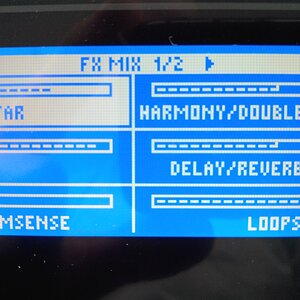 FX MIX 1/2
TAR HARMONY/DOUBLE
DELAY/REVERB
MSENSE LOOPS